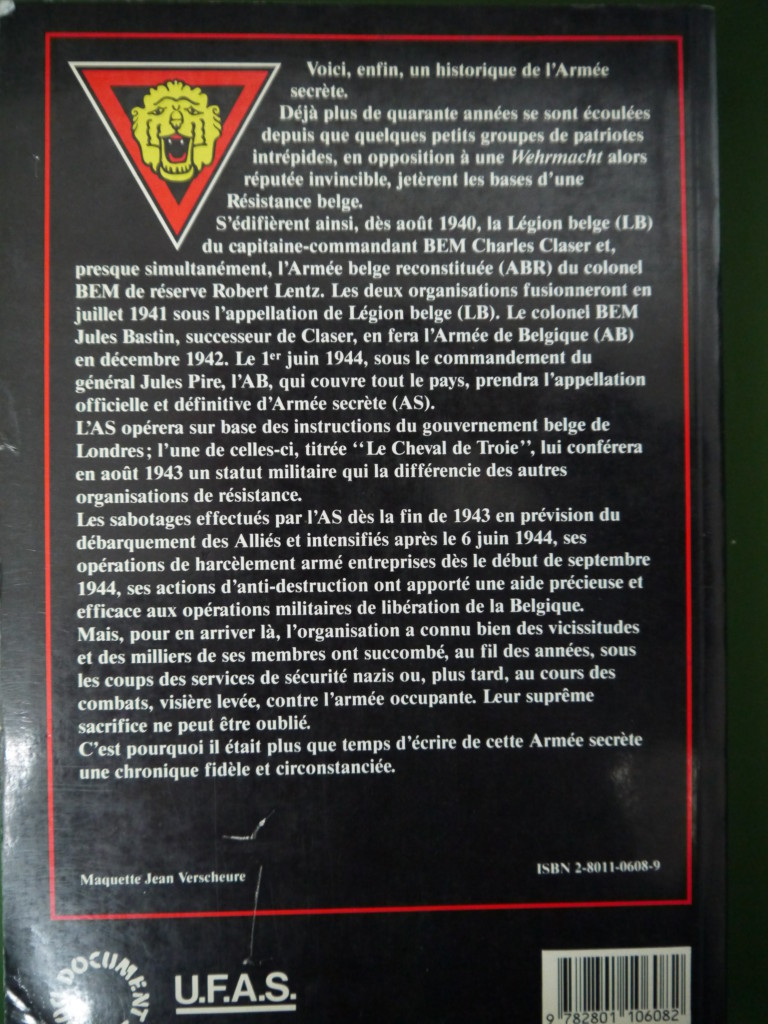 Voici, enfin, un historique de l'Armée
secrète.
Déjà plus de quarante années se sont écoulées
depuis que quelques petits groupes de patriotes
intrépides, en opposition à une Wehrmacht alors
réputée invincible, jetèrent les bases d'une
Résistance belge.
S'édifièrent ainsi, dès août 1940, la Légion belge (LB)
du capitaine-commandant BEM Charles Claser et,
presque simultanément, l'Armée belge reconstituée (ABR) du colonel
BEM de réserve Robert Lentz. Les deux organisations fusionneront en
juillet 1941 sous l'appellation de Légion belge (LB). Le colonel BEM
Jules Bastin, successeur de Claser, en fera l'Armée de Belgique (AB)
en décembre 1942. Le 1er juin 1944, sous le commandement du
général Jules Pire, l'AB, qui couvre tout le pays, prendra l'appellation
officielle et définitive d'Armée secrète (AS).
L'AS opérera sur base des instructions du gouvernement belge de
Londres; l'une de celles-ci, titrée ‘‘Le Cheval de Troie’’, lui conférera
en août 1943 un statut militaire qui la différencie des autres
organisations de résistance.
Les sabotages effectués par l'AS dès la fin de 1943 en prévision du
débarquement des Alliés et intensifiés après le 6 juin 1944, ses
opérations de harcèlement armé entreprises dès le début de septembre
1944, ses actions d'anti-destruction ont apporté une aide précieuse et
efficace aux opérations militaires de libération de la Belgique.
Mais, pour en arriver là, l'organisation a connu bien des vicissitudes
et des milliers de ses membres ont succombé, au fil des années, sous
les coups des services de sécurité nazis ou, plus tard, au cours des
combats, visière levée, contre l'armée occupante. Leur suprême
sacrifice ne peut être oublié.
C'est pourquoi il était plus que temps d'écrire de cette Armée secrète
une chronique fidèle et circonstanciée.
Maquette Jean Verscheure
ISBN 2-8011-0608-9
DOCUMENT
U.F.A.S.
9 782801 106082